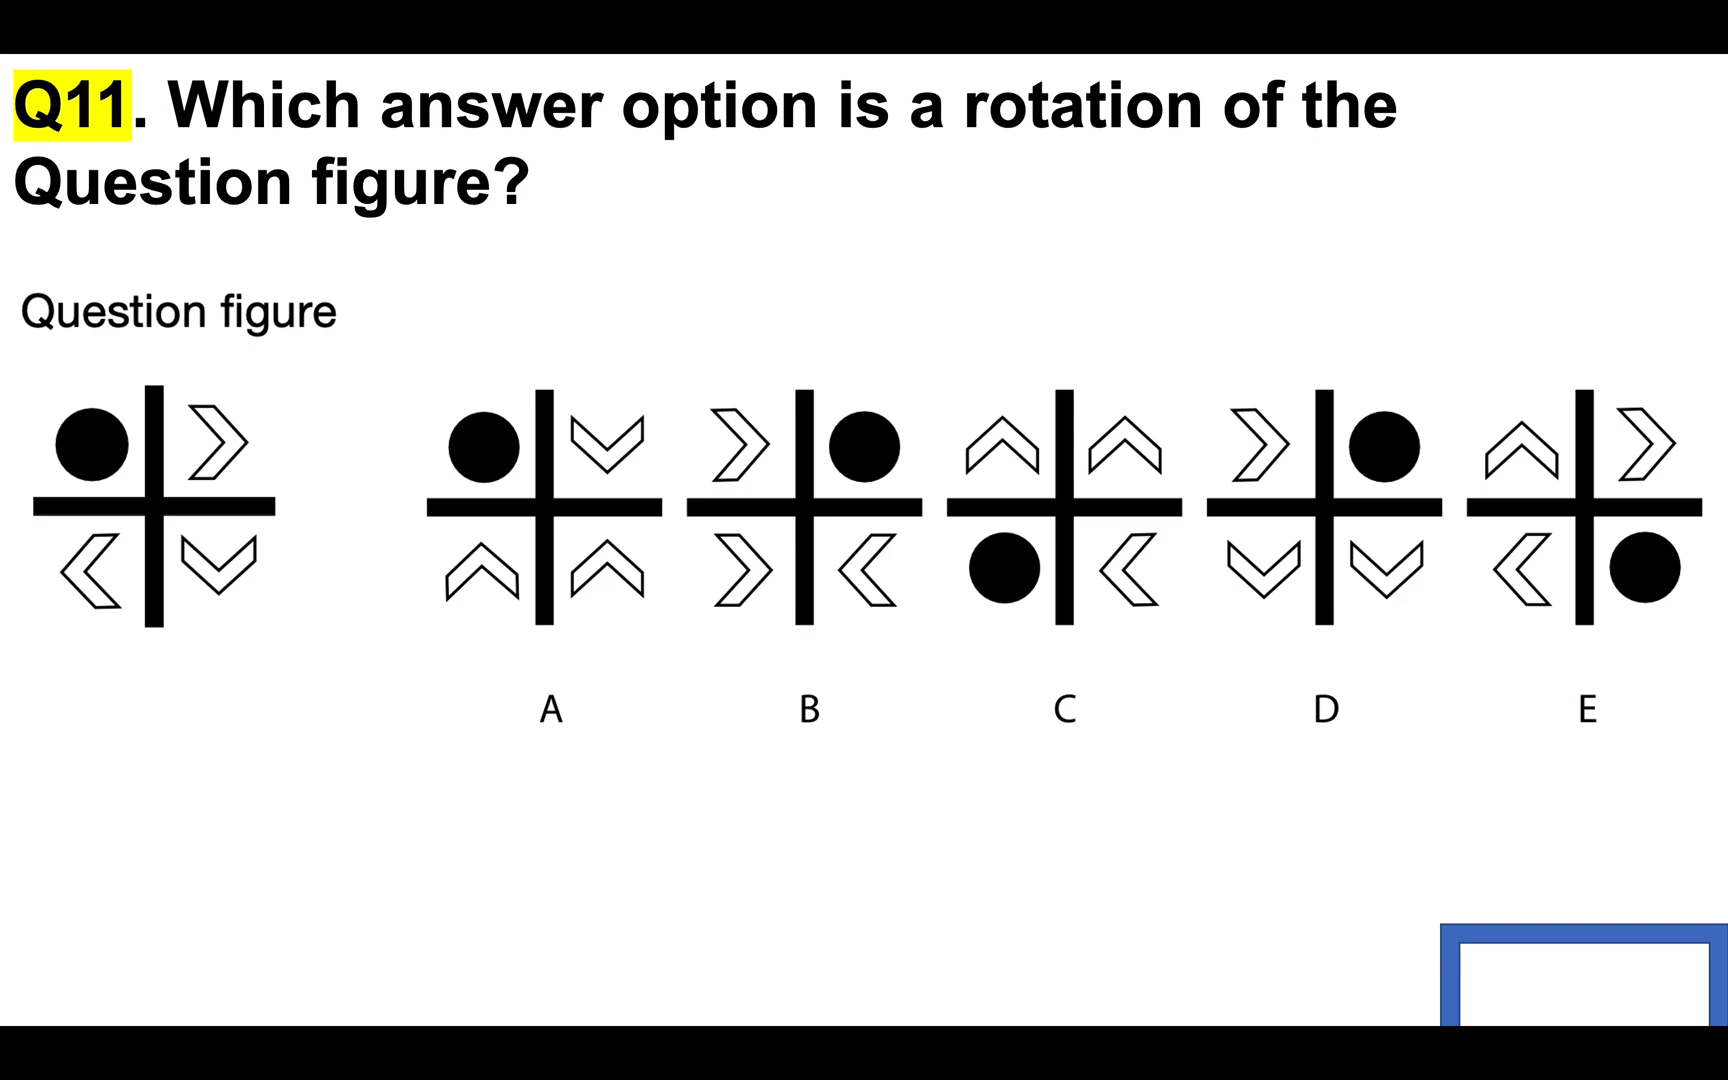 Q11. Which answer option is a rotation of the
Question figure?
Question figure
A B C D E